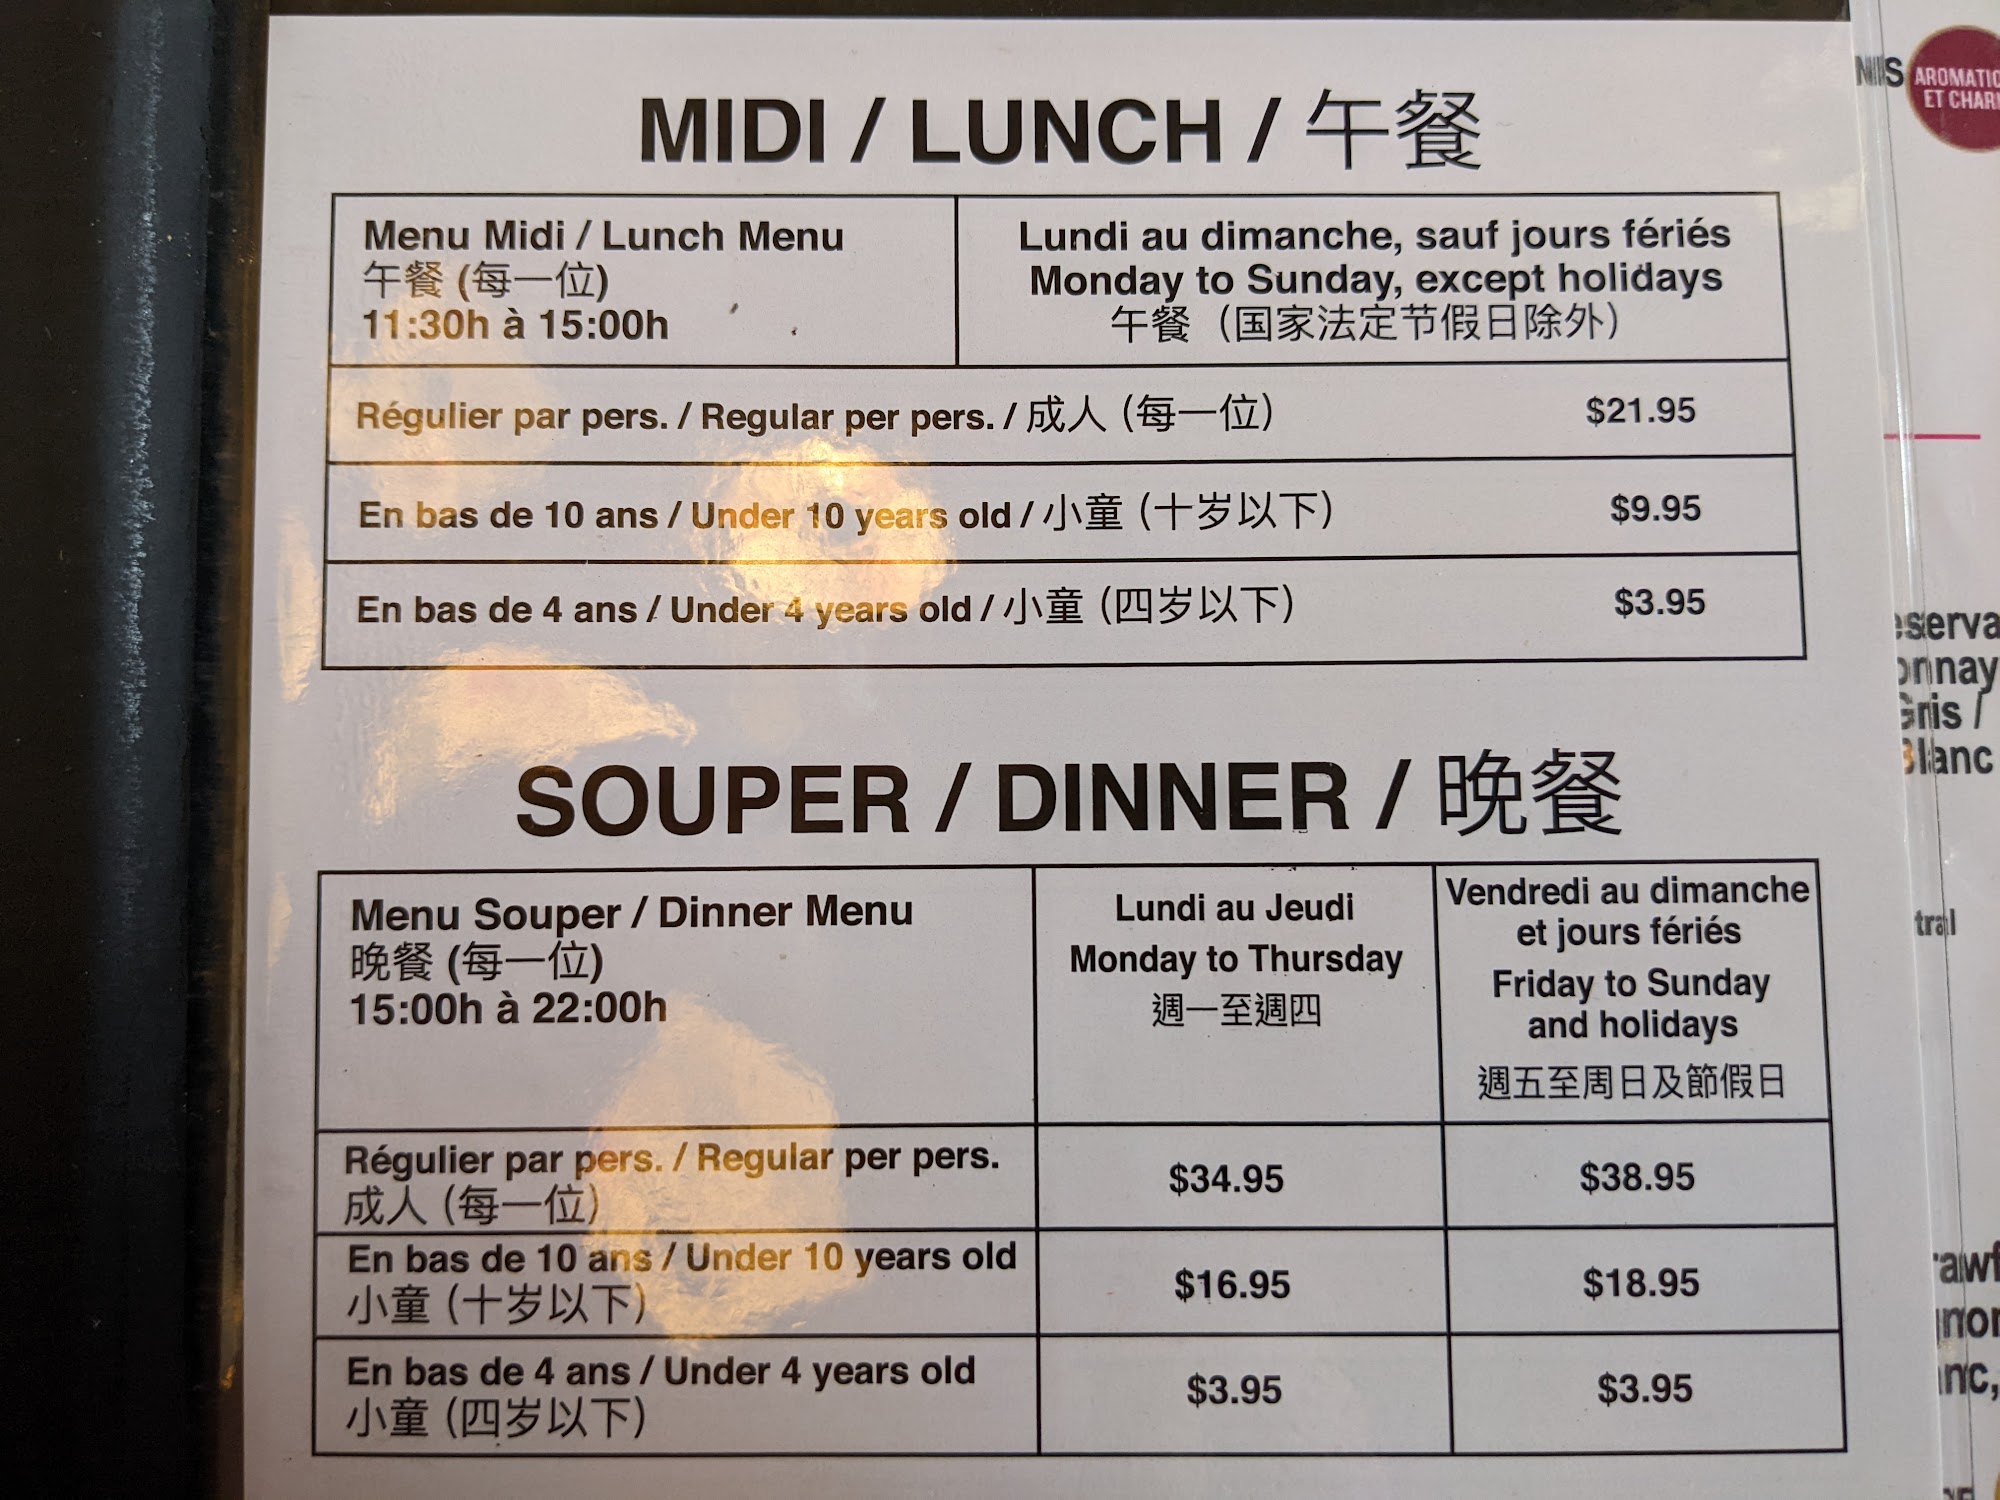 MIDI / LUNCH / 午餐
Menu Midi / Lunch Menu
午餐 (每一位)
11:30h à 15:00h
Lundi au dimanche, sauf jours fériés
Monday to Sunday, except holidays
午餐（国家法定节假日除外）
Régulier par pers. / Regular per pers. / 成人 (每一位) $21.95
En bas de 10 ans / Under 10 years old / 小童 (十岁以下) $9.95
En bas de 4 ans / Under 4 years old / 小童 (四岁以下) $3.95
SOUPER / DINNER / 晚餐
Menu Souper / Dinner Menu
晚餐 (每一位)
15:00h à 22:00h
Lundi au Jeudi
Monday to Thursday
週一至週四
Vendredi au dimanche
et jours fériés
Friday to Sunday
and holidays
週五至周日及節假日
Régulier par pers. / Regular per pers.
成人 (每一位)
$34.95 $38.95
En bas de 10 ans / Under 10 years old
小童 (十岁以下)
$16.95 $18.95
En bas de 4 ans / Under 4 years old
小童 (四岁以下)
$3.95 $3.95
ET
Gris /
Blanc